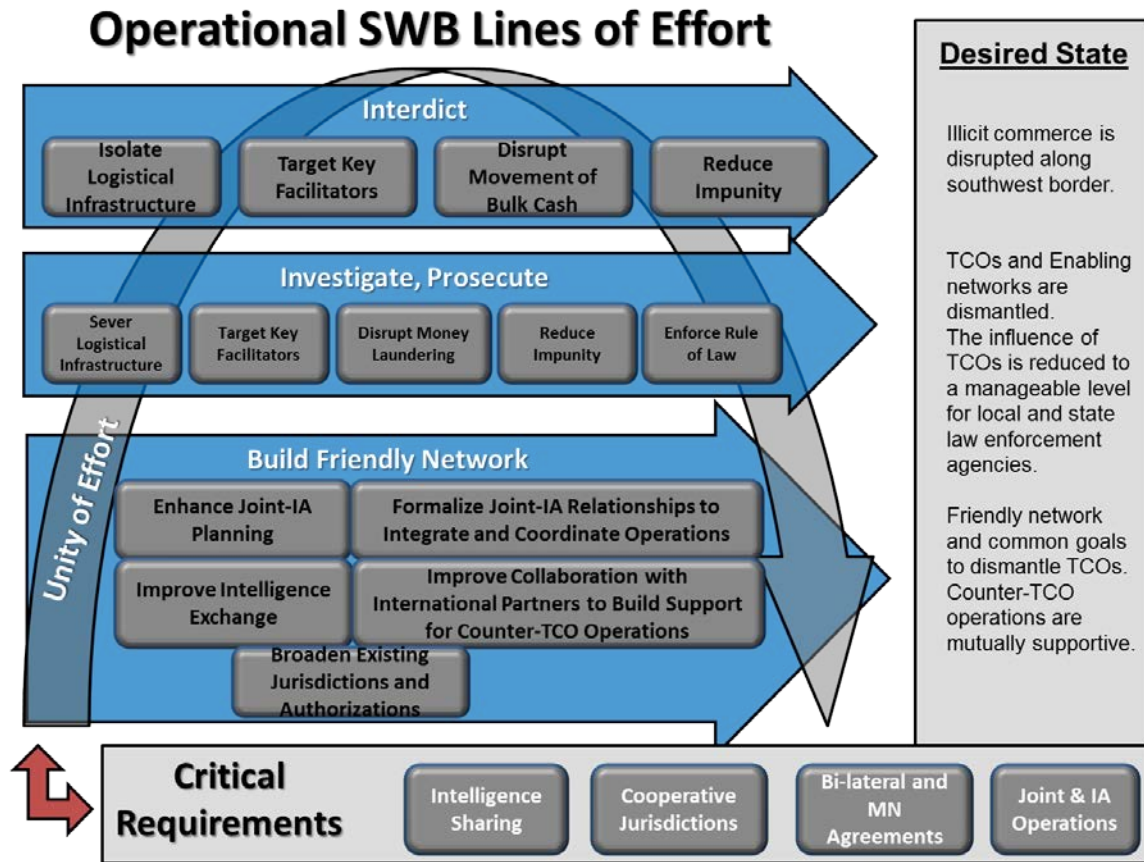 Operational SWB Lines of Effort
Interdict
Isolate
Logistical
Infrastructure
Target Key
Facilitators
Disrupt
Movement of
Bulk Cash
Reduce
Impunity
Investigate, Prosecute
Sever
Logistical
Infrastructure
Target Key
Facilitators
Disrupt Money
Laundering
Reduce
Impunity
Enforce Rule
of Law
Unity of Effort
Build Friendly Network
Enhance Joint-IA
Planning
Formalize Joint-IA Relationships to
Integrate and Coordinate Operations
Improve Intelligence
Exchange
Improve Collaboration with
International Partners to Build Support
for Counter-TCO Operations
Broaden Existing
Jurisdictions and
Authorizations
Desired State
Illicit commerce is
disrupted along
southwest border.
TCOs and Enabling
networks are
dismantled.
The influence of
TCOs is reduced to
a manageable level
for local and state
law enforcement
agencies.
Friendly network
and common goals
to dismantle TCOs.
Counter-TCO
operations are
mutually supportive.
Critical
Requirements
Intelligence
Sharing
Cooperative
Jurisdictions
Bi-lateral and
MN
Agreements
Joint & IA
Operations